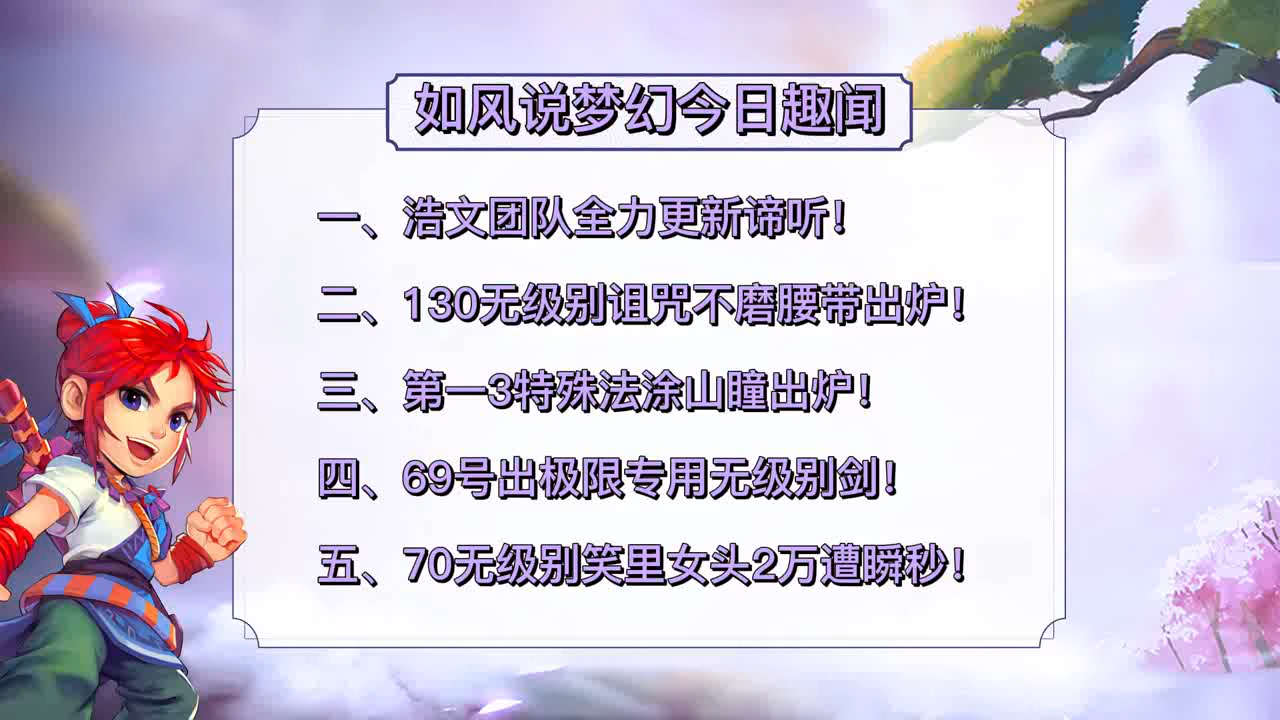 如风说梦幻今日趣闻
一、浩文团队全力更新谛听！
二、130无级别诅咒不磨腰带出炉！
三、第一3特殊法涂山瞳出炉！
四、69号出极限专用无级别剑！
五、70无级别笑里女头2万遭瞬秒！